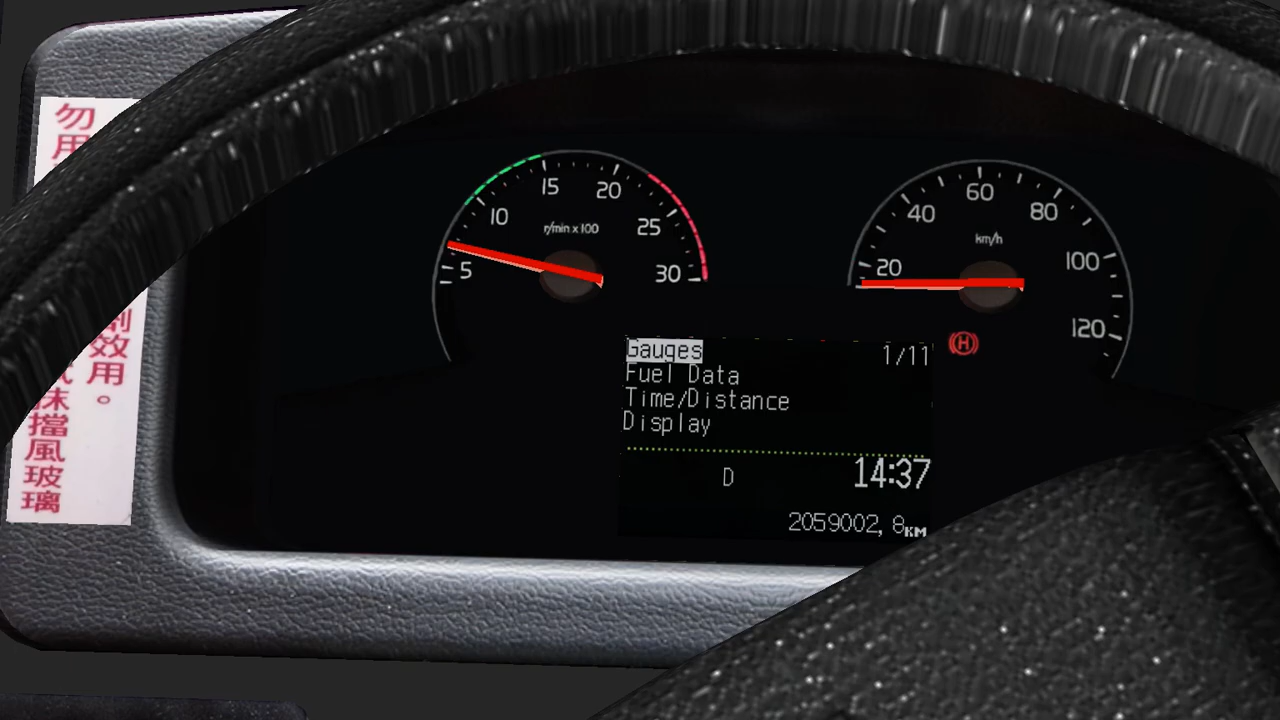 勿用
劑效用。
抹擋風玻璃
5
10
15
20
25
30
r/min x 100
20
40
60
80
100
120
km/h
(H)
Gauges 1/11
Fuel Data
Time/Distance
Display
D 14:37
2059002, 8KM